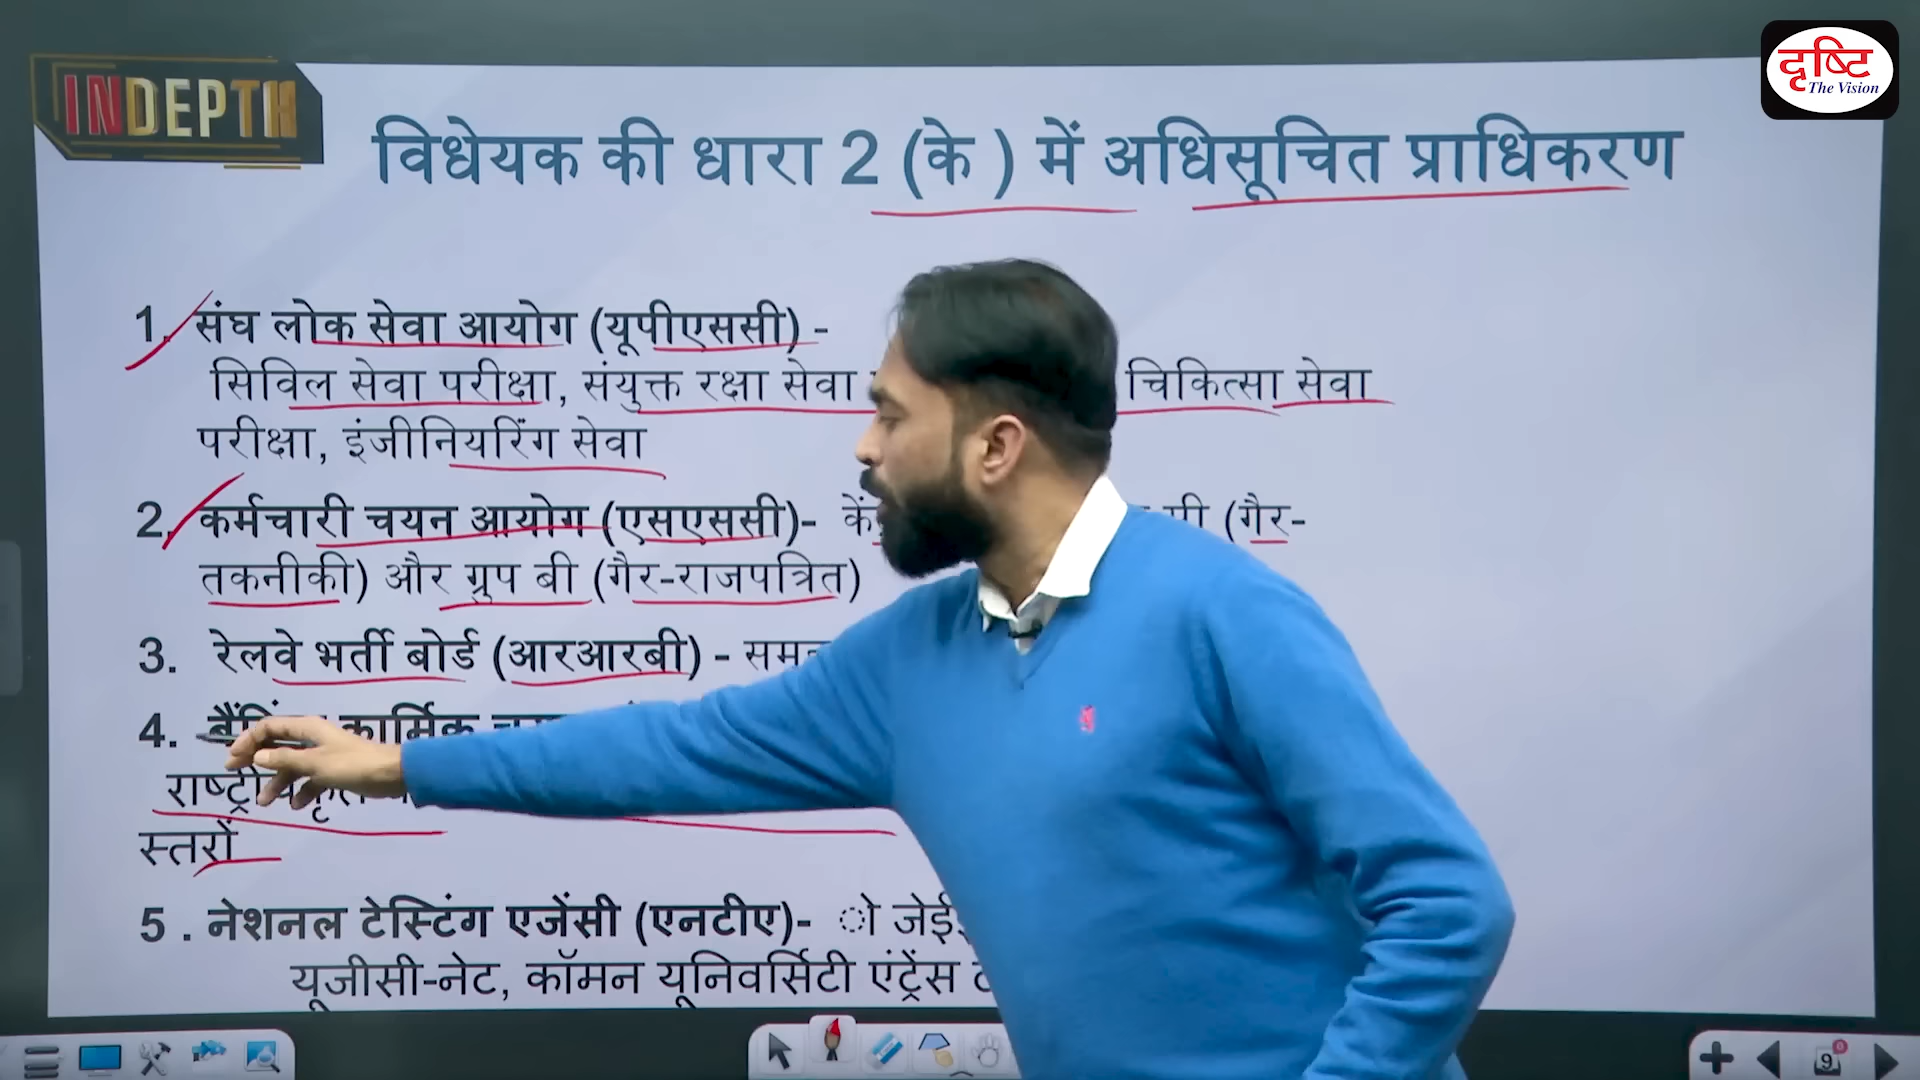 INDEPTH
दृष्टि
The Vision
विधेयक की धारा 2 (के ) में अधिसूचित प्राधिकरण
1. संघ लोक सेवा आयोग (यूपीएससी) -
सिविल सेवा परीक्षा, संयुक्त रक्षा सेवा चिकित्सा सेवा
परीक्षा, इंजीनियरिंग सेवा
2. कर्मचारी चयन आयोग (एसएससी)- (गैर-
तकनीकी) और ग्रुप बी (गैर-राजपत्रित)
3. रेलवे भर्ती बोर्ड (आरआरबी) -
4. कार्मिक
स्तरों
5 . नेशनल टेस्टिंग एजेंसी (एनटीए)- ो
यूजीसी-नेट, कॉमन यूनिवर्सिटी एंट्रेंस
9